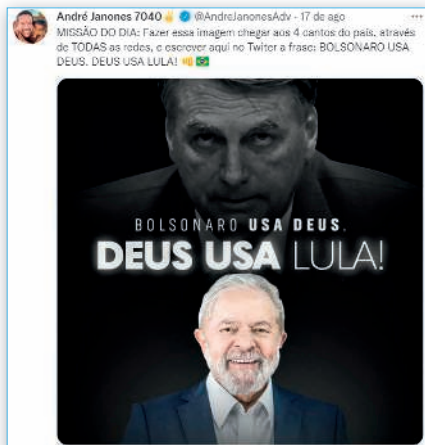 André Janones 7040 @AndreJanonesAdv · 17 de ago
MISSÃO DO DIA: Fazer essa imagem chegar aos 4 cantos do país, através
de TODAS as redes, e escrever aqui no Twiter a frase: BOLSONARO USA
DEUS. DEUS USA LULA!
BOLSONARO USA DEUS.
DEUS USA LULA!